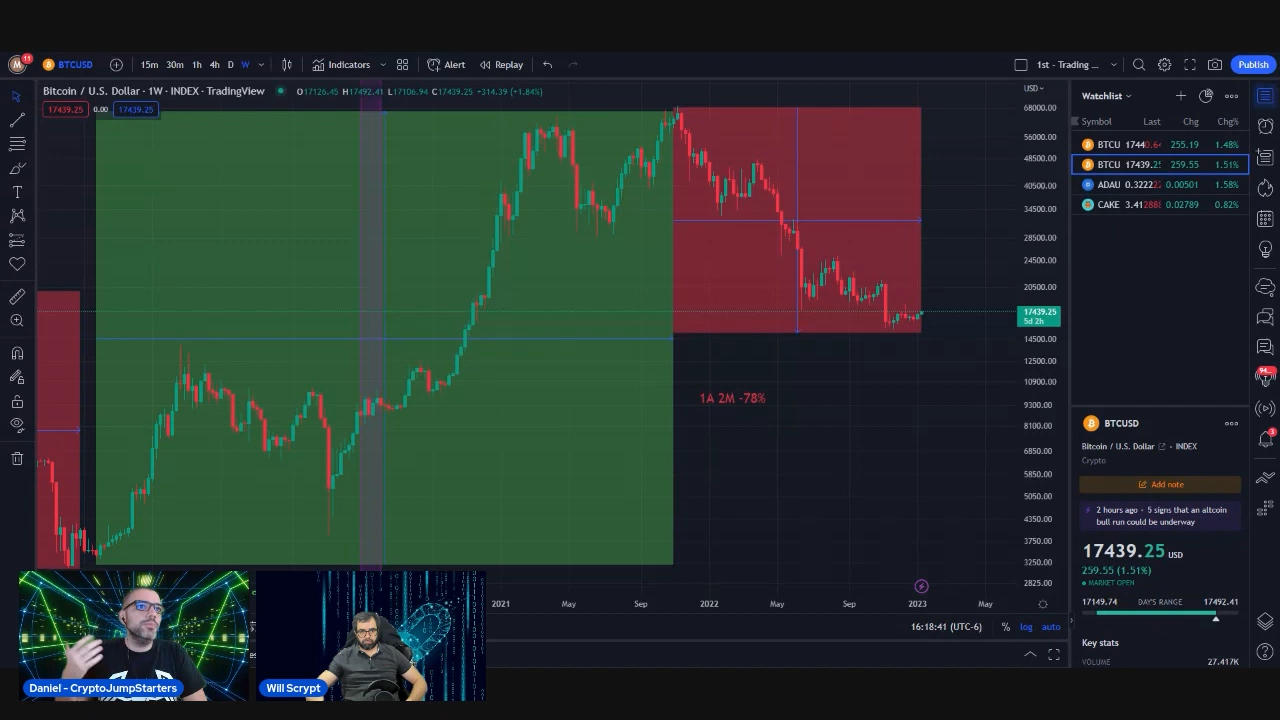 M 11 BTCUSD 15m 30m 1h 4h D W Indicators Alert Replay 1st - Trading ... Publish
Bitcoin / U.S. Dollar · 1W · INDEX · TradingView O17126.45 H17492.41 L17106.94 C17439.25 +314.39 (+1.84%)
17439.25 0.00 17439.25
USD
68000.00
56000.00
48500.00
40500.00
34500.00
28500.00
24500.00
20500.00
17439.25
5d 2h
14500.00
12500.00
10900.00
9300.00
8100.00
6850.00
5850.00
5050.00
4350.00
3750.00
3250.00
2825.00
1A 2M -78%
2021 May Sep 2022 May Sep 2023 May
16:18:41 (UTC-6) % log auto
Watchlist
Symbol Last Chg Chg%
BTCU 17440.64 255.19 1.48%
BTCU 17439.25 259.55 1.51%
ADAU 0.32222 0.00501 1.58%
CAKE 3.41288 0.02789 0.82%
BTCUSD
Bitcoin / U.S. Dollar · INDEX
Crypto
Add note
2 hours ago · 5 signs that an altcoin
bull run could be underway
17439.25 USD
259.55 (1.51%)
MARKET OPEN
17149.74 DAY'S RANGE 17492.41
Key stats
VOLUME 27.417K
94
3
Daniel - CryptoJumpStarters
Will Scrypt